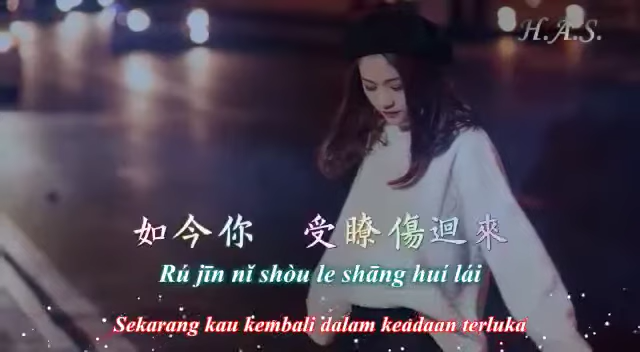 H.A.S.
如今你 受瞭傷迴來
Rú jīn nǐ shòu le shāng huí lái
Sekarang kau kembali dalam keadaan terluka